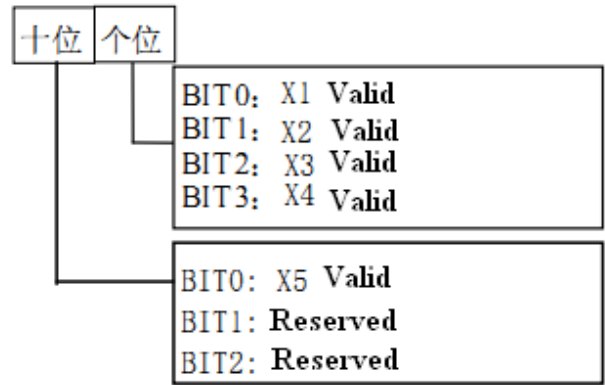 十位 个位
BIT0: X1 Valid
BIT1: X2 Valid
BIT2: X3 Valid
BIT3: X4 Valid
BIT0: X5 Valid
BIT1: Reserved
BIT2: Reserved